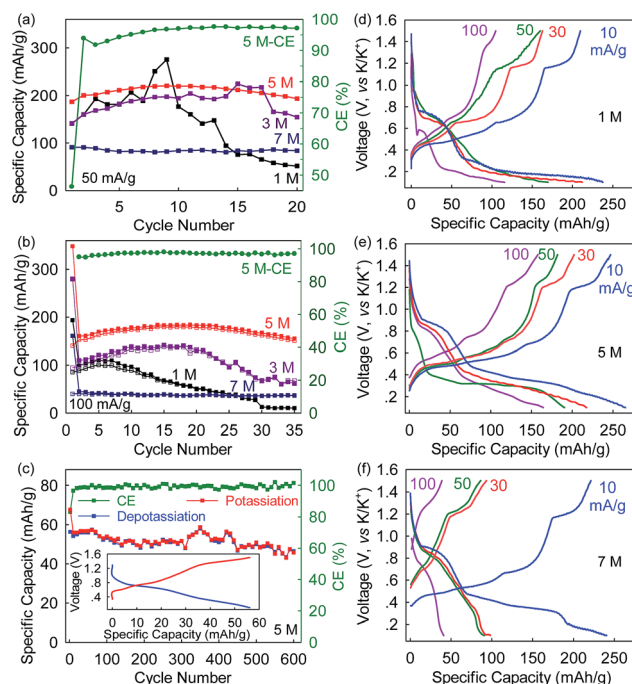 (a)
Specific Capacity (mAh/g)
300
200
100
0
5 M-CE
5 M
3 M
7 M
1 M
50 mA/g
100
90
80
70
60
50
CE (%)
5
10
15
20
Cycle Number
(d)
Voltage (V, vs K/K+)
1.6
1.4
1.2
1.0
.8
.6
.4
.2
0
100
50
30
10
mA/g
1 M
0
50
100
150
200
250
Specific Capacity (mAh/g)
(b)
Specific Capacity (mAh/g)
300
200
100
0
5 M-CE
5 M
3 M
1 M
7 M
100 mA/g
100
80
60
40
20
0
CE (%)
0
5
10
15
20
25
30
35
Cycle Number
(e)
Voltage (V, vs K/K+)
1.6
1.4
1.2
1.0
.8
.6
.4
.2
0
100
50
30
10
mA/g
5 M
0
50
100
150
200
250
Specific Capacity (mAh/g)
(c)
Specific Capacity (mAh/g)
80
60
40
20
0
CE
Potassiation
Depotassiation
Voltage (V)
1.6
1.2
.8
.4
0
10
20
30
40
50
60
Specific Capacity (mAh/g)
5 M
100
80
60
40
20
0
CE (%)
0
100
200
300
400
500
600
Cycle Number
(f)
Voltage (V, vs K/K+)
1.6
1.4
1.2
1.0
.8
.6
.4
.2
0
100
50
30
10
mA/g
7 M
0
50
100
150
200
250
Specific Capacity (mAh/g)